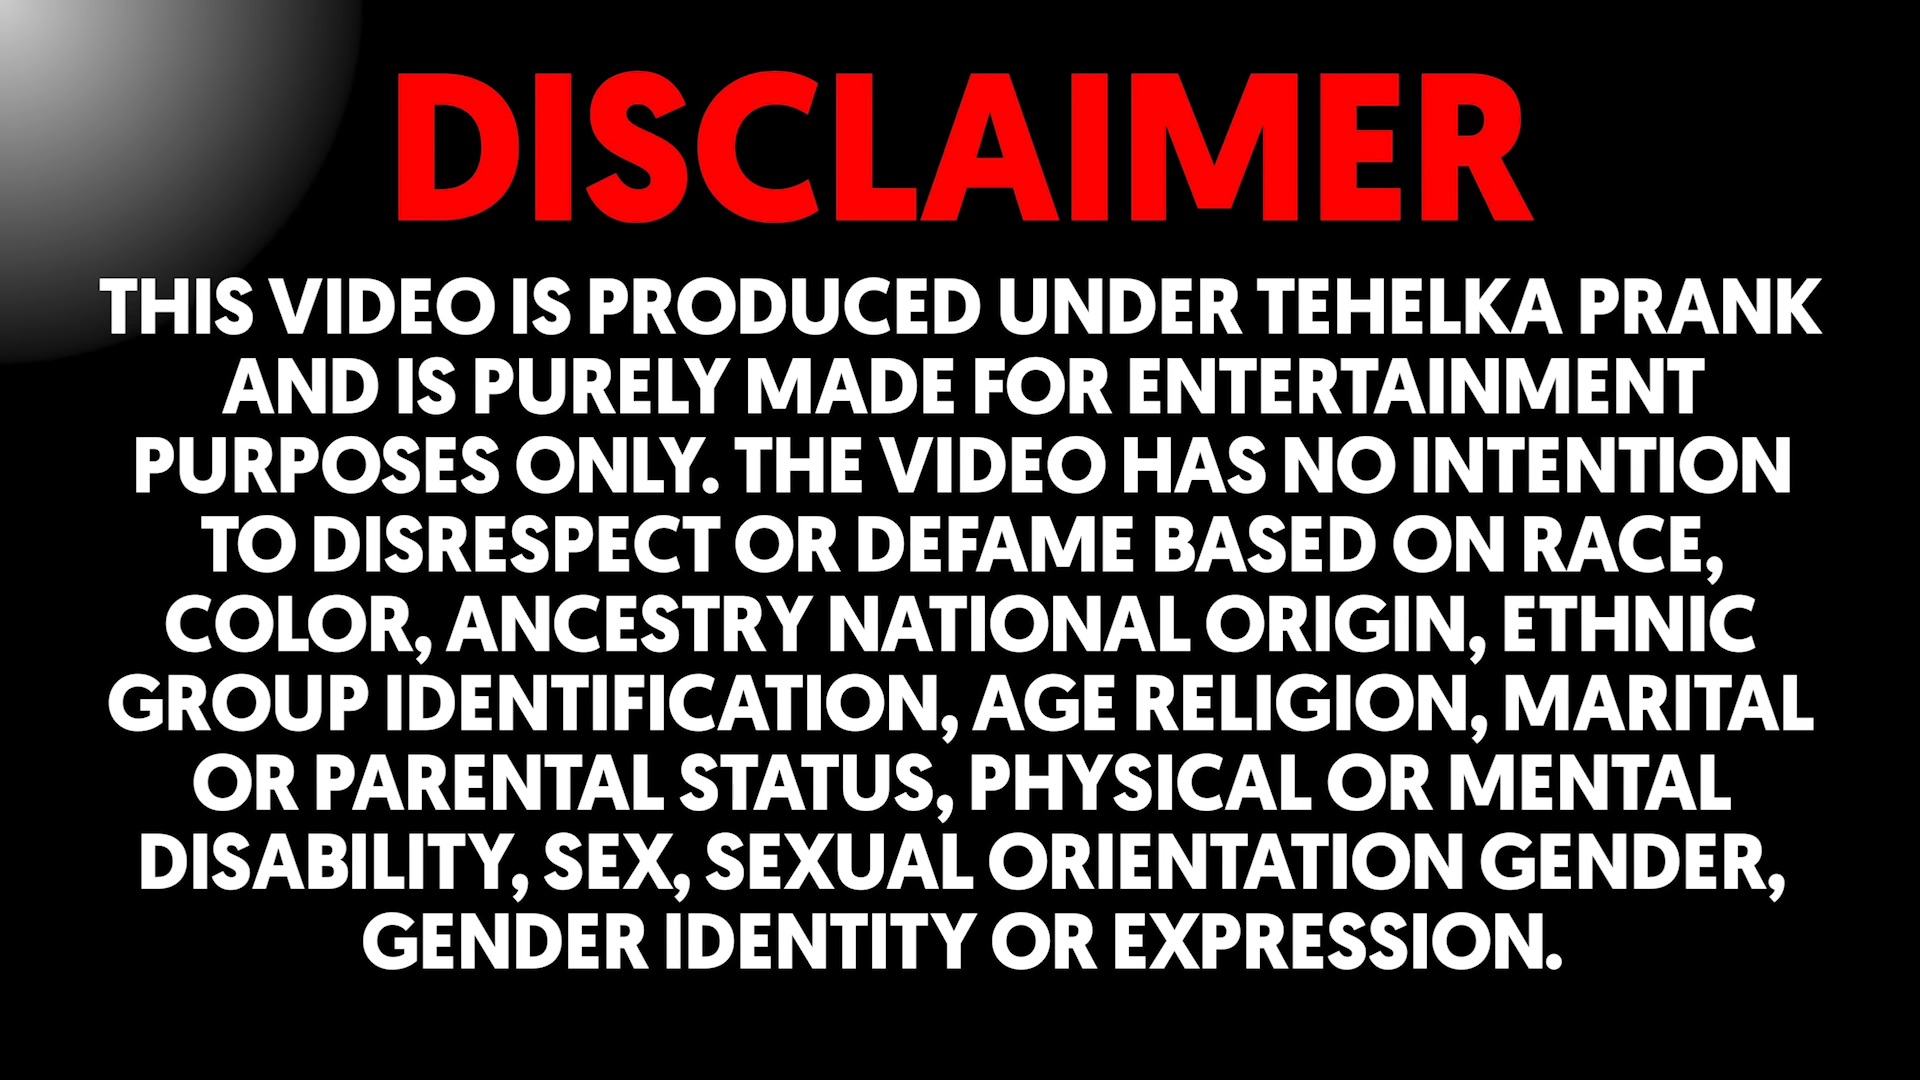 DISCLAIMER
THIS VIDEO IS PRODUCED UNDER TEHELKA PRANK
AND IS PURELY MADE FOR ENTERTAINMENT
PURPOSES ONLY. THE VIDEO HAS NO INTENTION
TO DISRESPECT OR DEFAME BASED ON RACE,
COLOR, ANCESTRY NATIONAL ORIGIN, ETHNIC
GROUP IDENTIFICATION, AGE RELIGION, MARITAL
OR PARENTAL STATUS, PHYSICAL OR MENTAL
DISABILITY, SEX, SEXUAL ORIENTATION GENDER,
GENDER IDENTITY OR EXPRESSION.